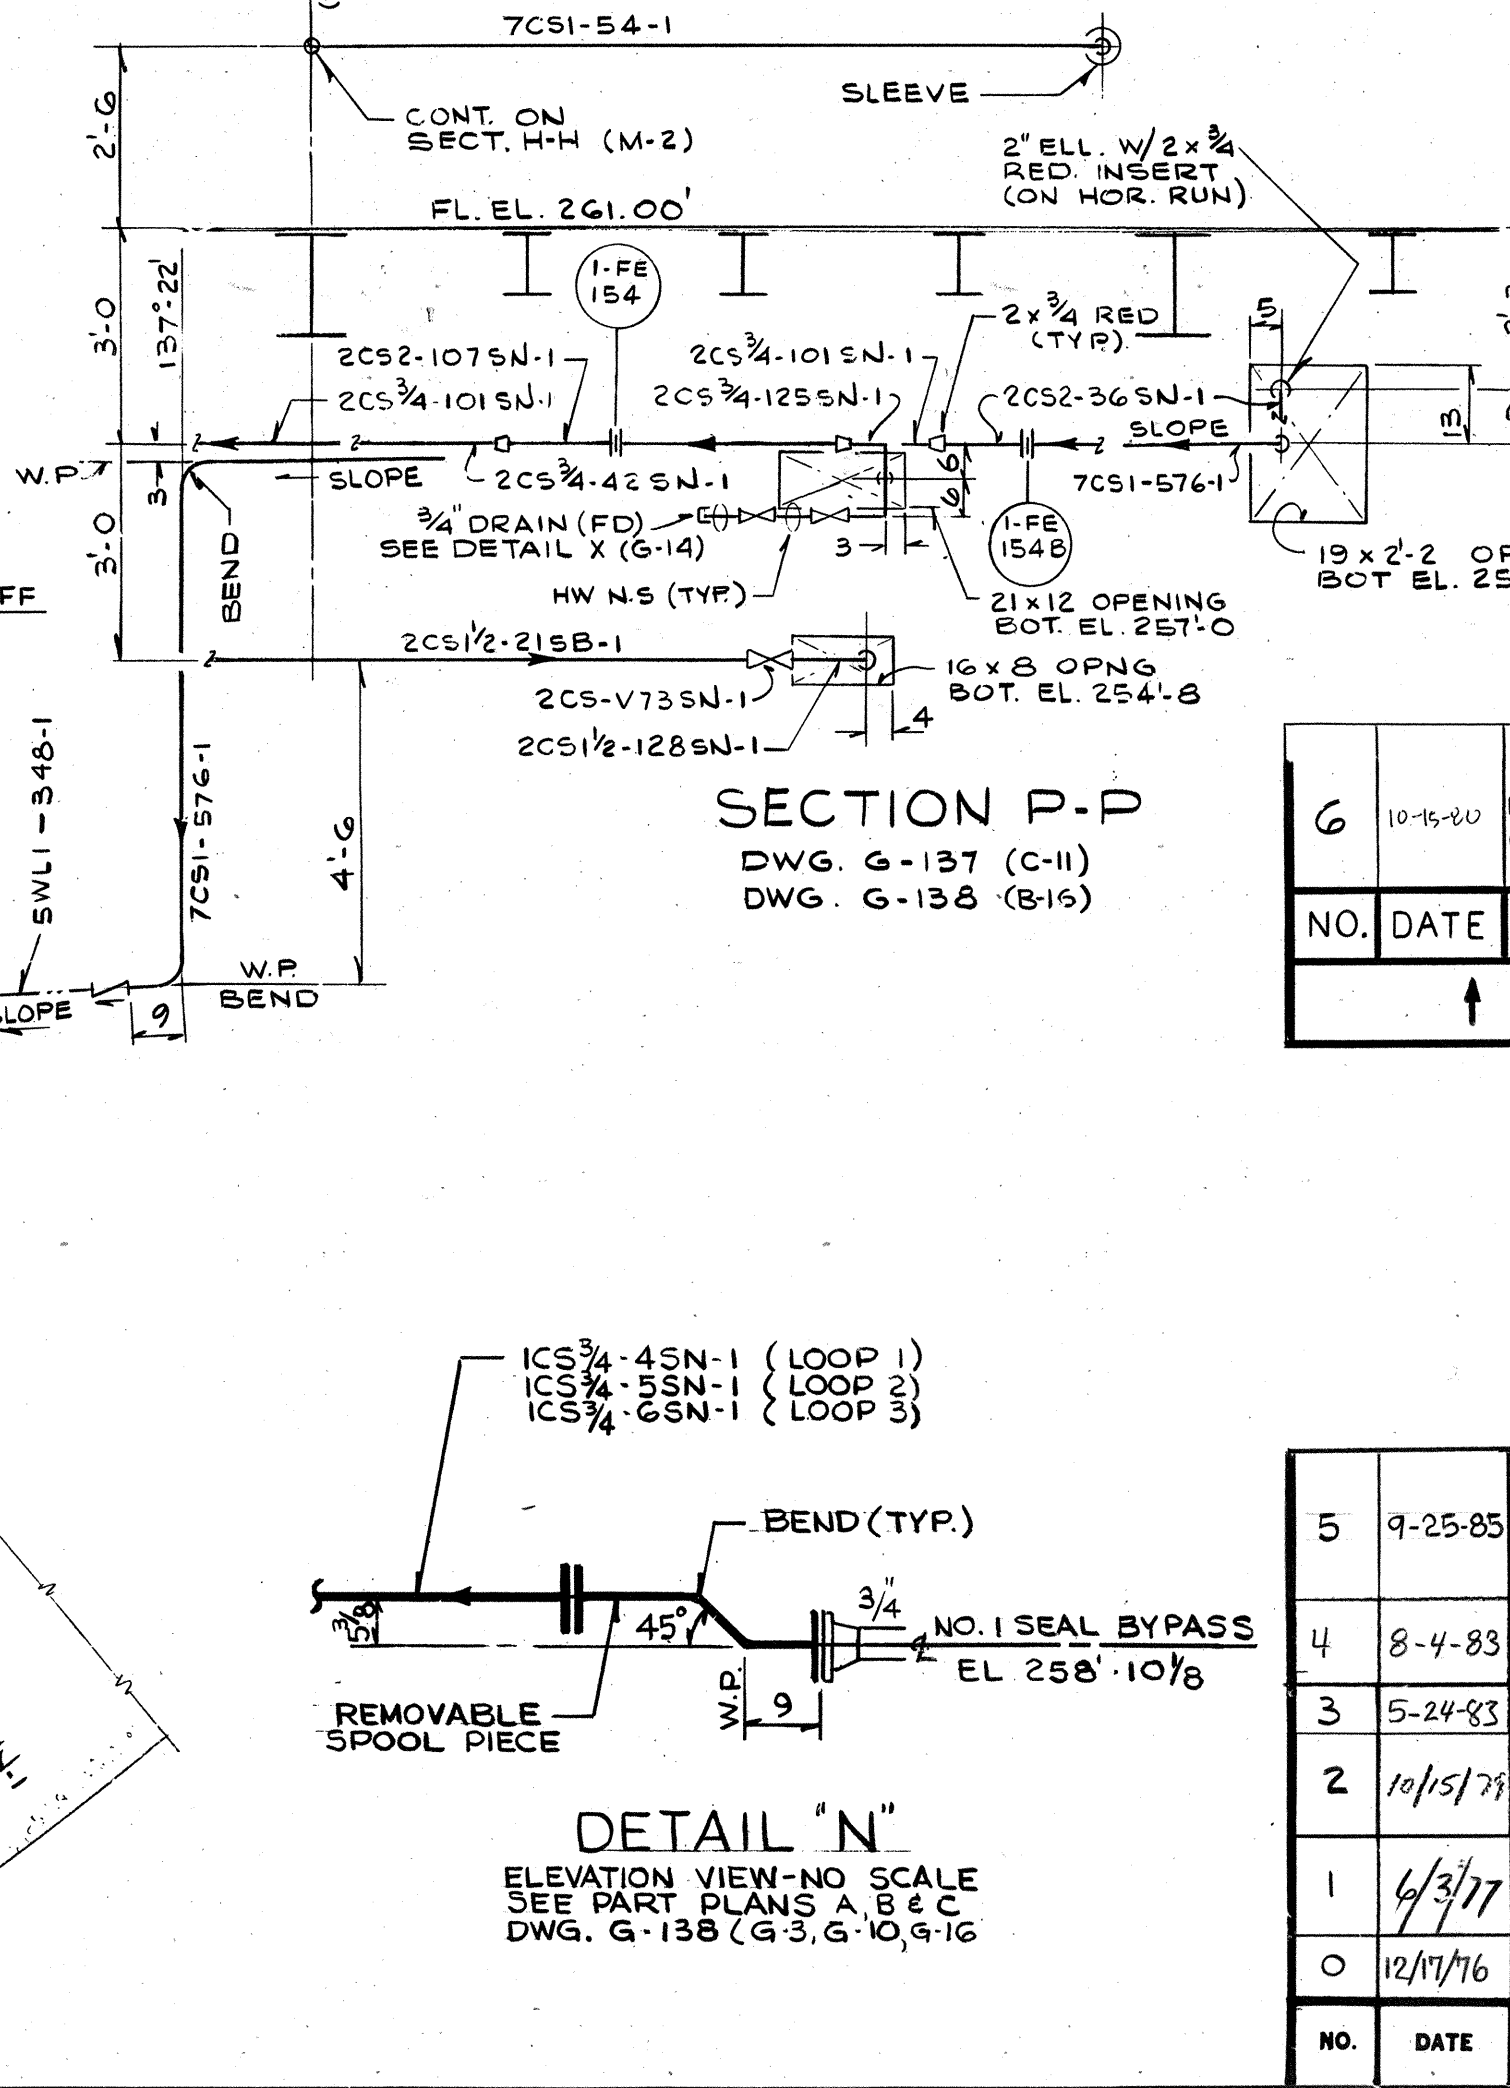 7CS1-54-1
SLEEVE
CONT. ON
SECT. H-H (M-2)
2'-6
2" ELL. W/2 x 3/4
RED. INSERT
(ON HOR. RUN)
FL. EL. 261.00'
1-FE
154
3'-0
137°-22'
2 x 3/4 RED
(TYP.)
5
2CS2-107SN-1
2CS3/4-101SN-1
2CS3/4-101SN-1
2CS3/4-125SN-1
2CS2-36SN-1
2
13
SLOPE
W.P.
3
SLOPE
2CS3/4-42SN-1
6
6
7CS1-576-1
3/4" DRAIN (FD)
SEE DETAIL X (G-14)
3
1-FE
154B
3'-0
BEND
HW N.S (TYP.)
19 x 2'-2
BOT EL.
FF
21 x 12 OPENING
BOT. EL. 257'-0
2CS1 1/2-215B-1
16 x 8 OPNG
BOT. EL. 254'-8
2CS-V73SN-1
4
2CS1 1/2-128SN-1
5WL1-348-1
7CS1-576-1
4'-6
SECTION P-P
DWG. G-137 (C-11)
DWG. G-138 (B-16)
6 10-15-80
NO. DATE
W.P.
BEND
SLOPE
9
1CS3/4-4SN-1 (LOOP 1)
1CS3/4-5SN-1 (LOOP 2)
1CS3/4-6SN-1 (LOOP 3)
BEND (TYP.)
5 3/8
45°
3/4"
NO. 1 SEAL BYPASS
EL 258'-10 1/8
W.P.
9
REMOVABLE
SPOOL PIECE
DETAIL "N"
ELEVATION VIEW-NO SCALE
SEE PART PLANS A, B & C
DWG. G-138 (G-3, G-10, G-16
5 9-25-85
4 8-4-83
3 5-24-83
2 10/15/79
1 6/3/77
0 12/17/76
NO. DATE